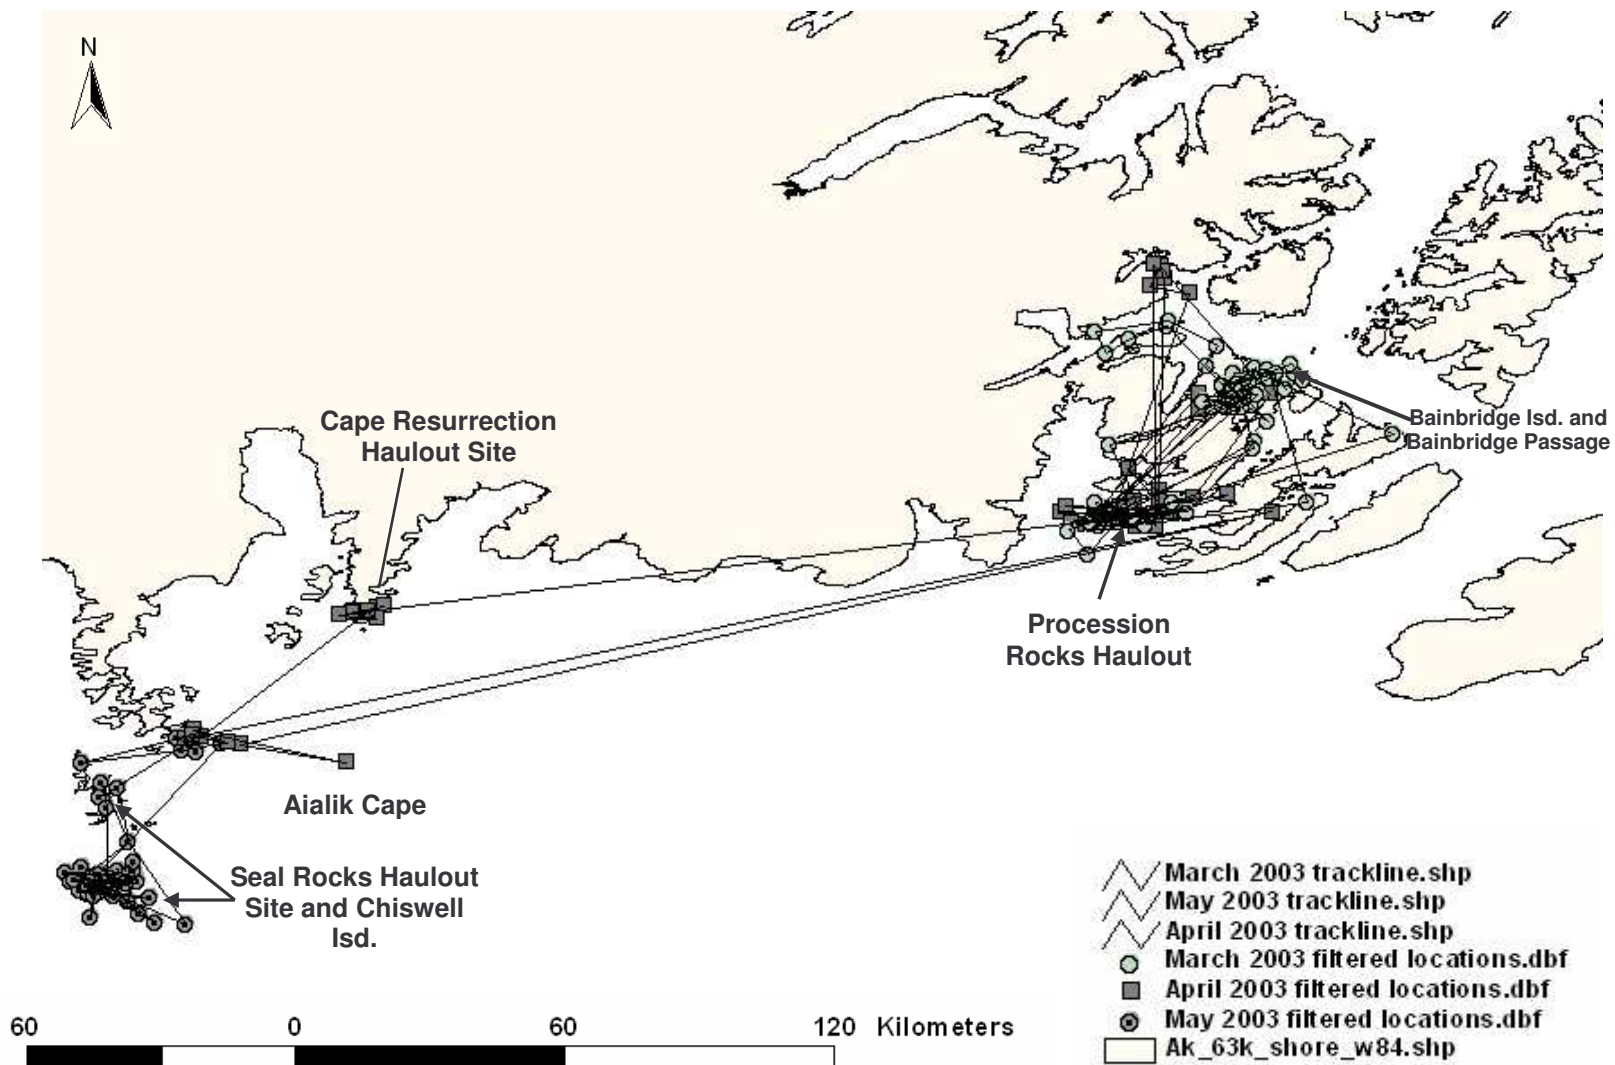 N
Cape Resurrection
Haulout Site
Bainbridge Isd. and
Bainbridge Passage
Procession
Rocks Haulout
Aialik Cape
Seal Rocks Haulout
Site and Chiswell
Isd.
March 2003 trackline.shp
May 2003 trackline.shp
April 2003 trackline.shp
March 2003 filtered locations.dbf
April 2003 filtered locations.dbf
May 2003 filtered locations.dbf
Ak_63k_shore_w84.shp
60 0 60 120 Kilometers